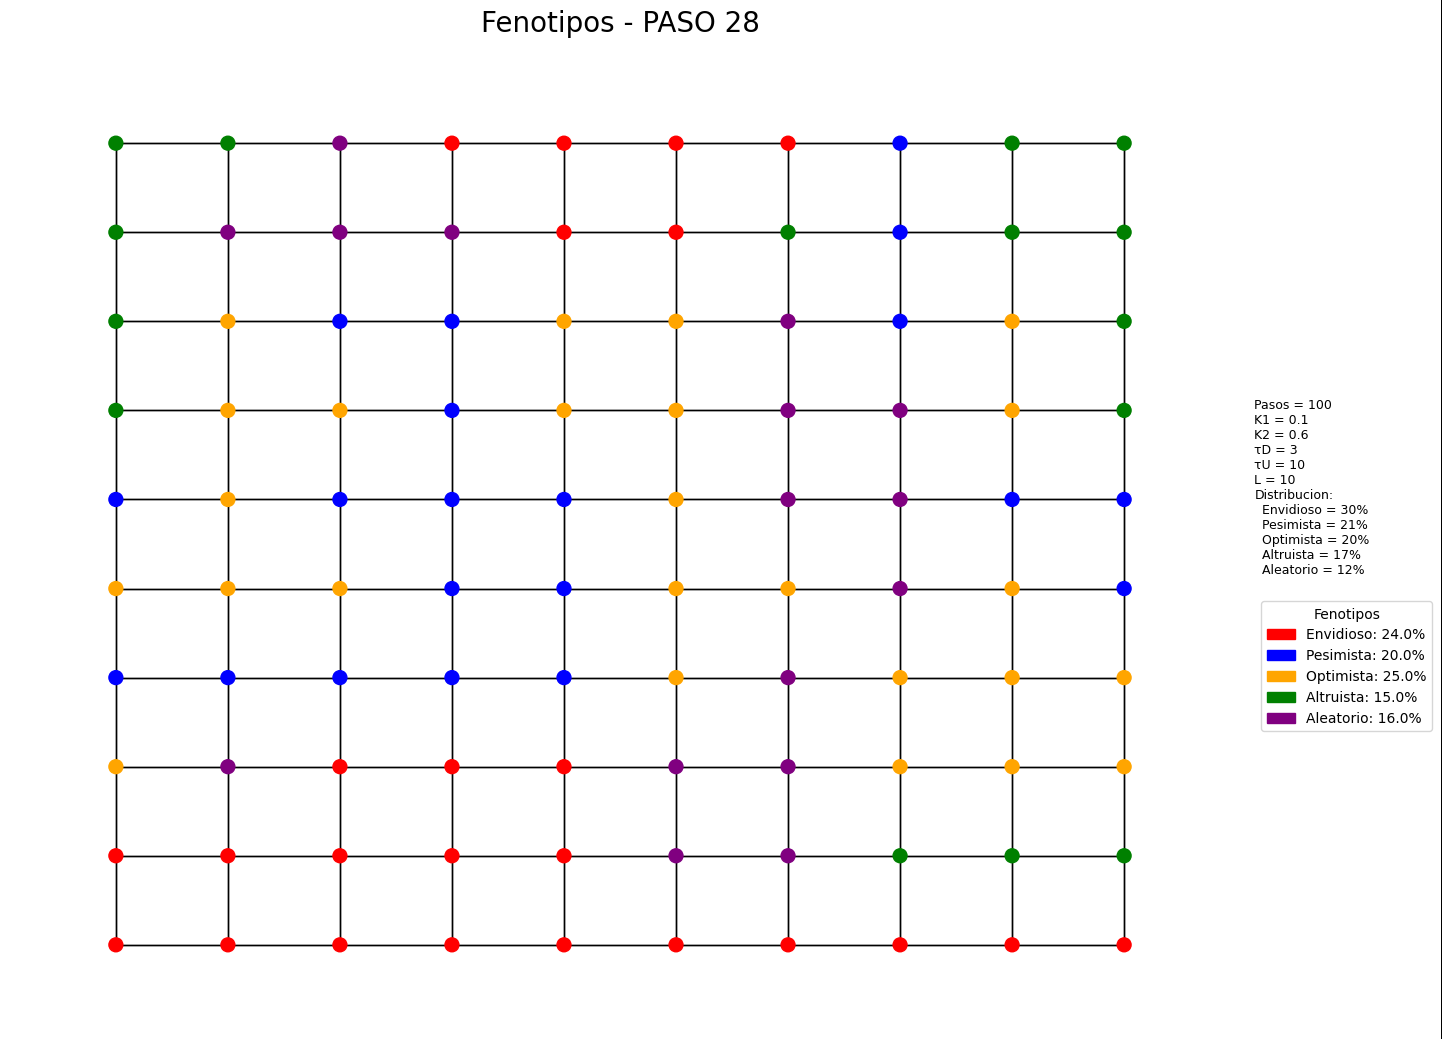 Fenotipos - PASO 28
Pasos = 100
K1 = 0.1
K2 = 0.6
τD = 3
τU = 10
L = 10
Distribucion:
Envidioso = 30%
Pesimista = 21%
Optimista = 20%
Altruista = 17%
Aleatorio = 12%
Fenotipos
Envidioso: 24.0%
Pesimista: 20.0%
Optimista: 25.0%
Altruista: 15.0%
Aleatorio: 16.0%